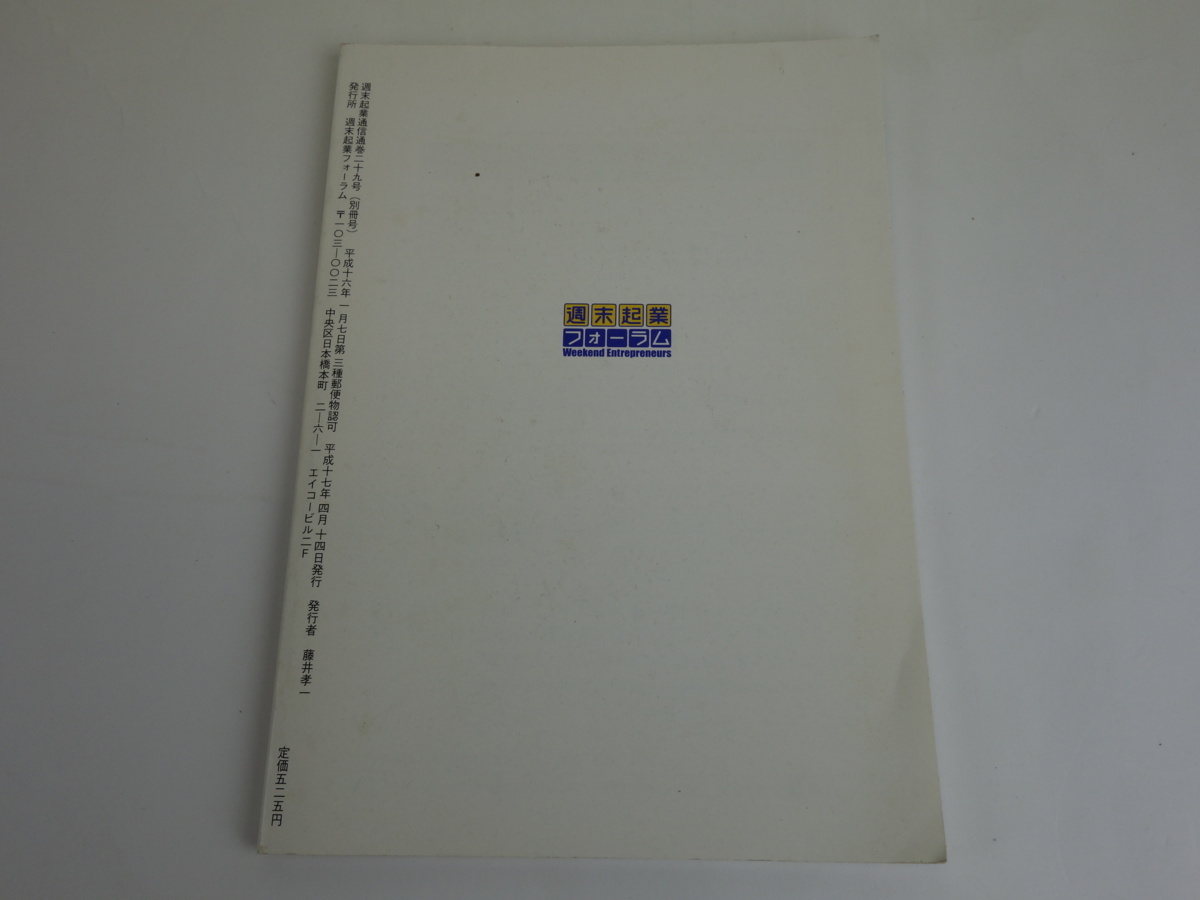 週末起業通信通巻二十九号(別冊号) 平成十六年一月七日第三種郵便物認可 平成十七年四月十四日発行 発行者 藤井孝一
発行所 週末起業フォーラム 〒一〇三―〇〇二三 中央区日本橋本町 二―六―一 エイコービル二F
定価五二五円
週末起業
フォーラム
Weekend Entrepreneurs